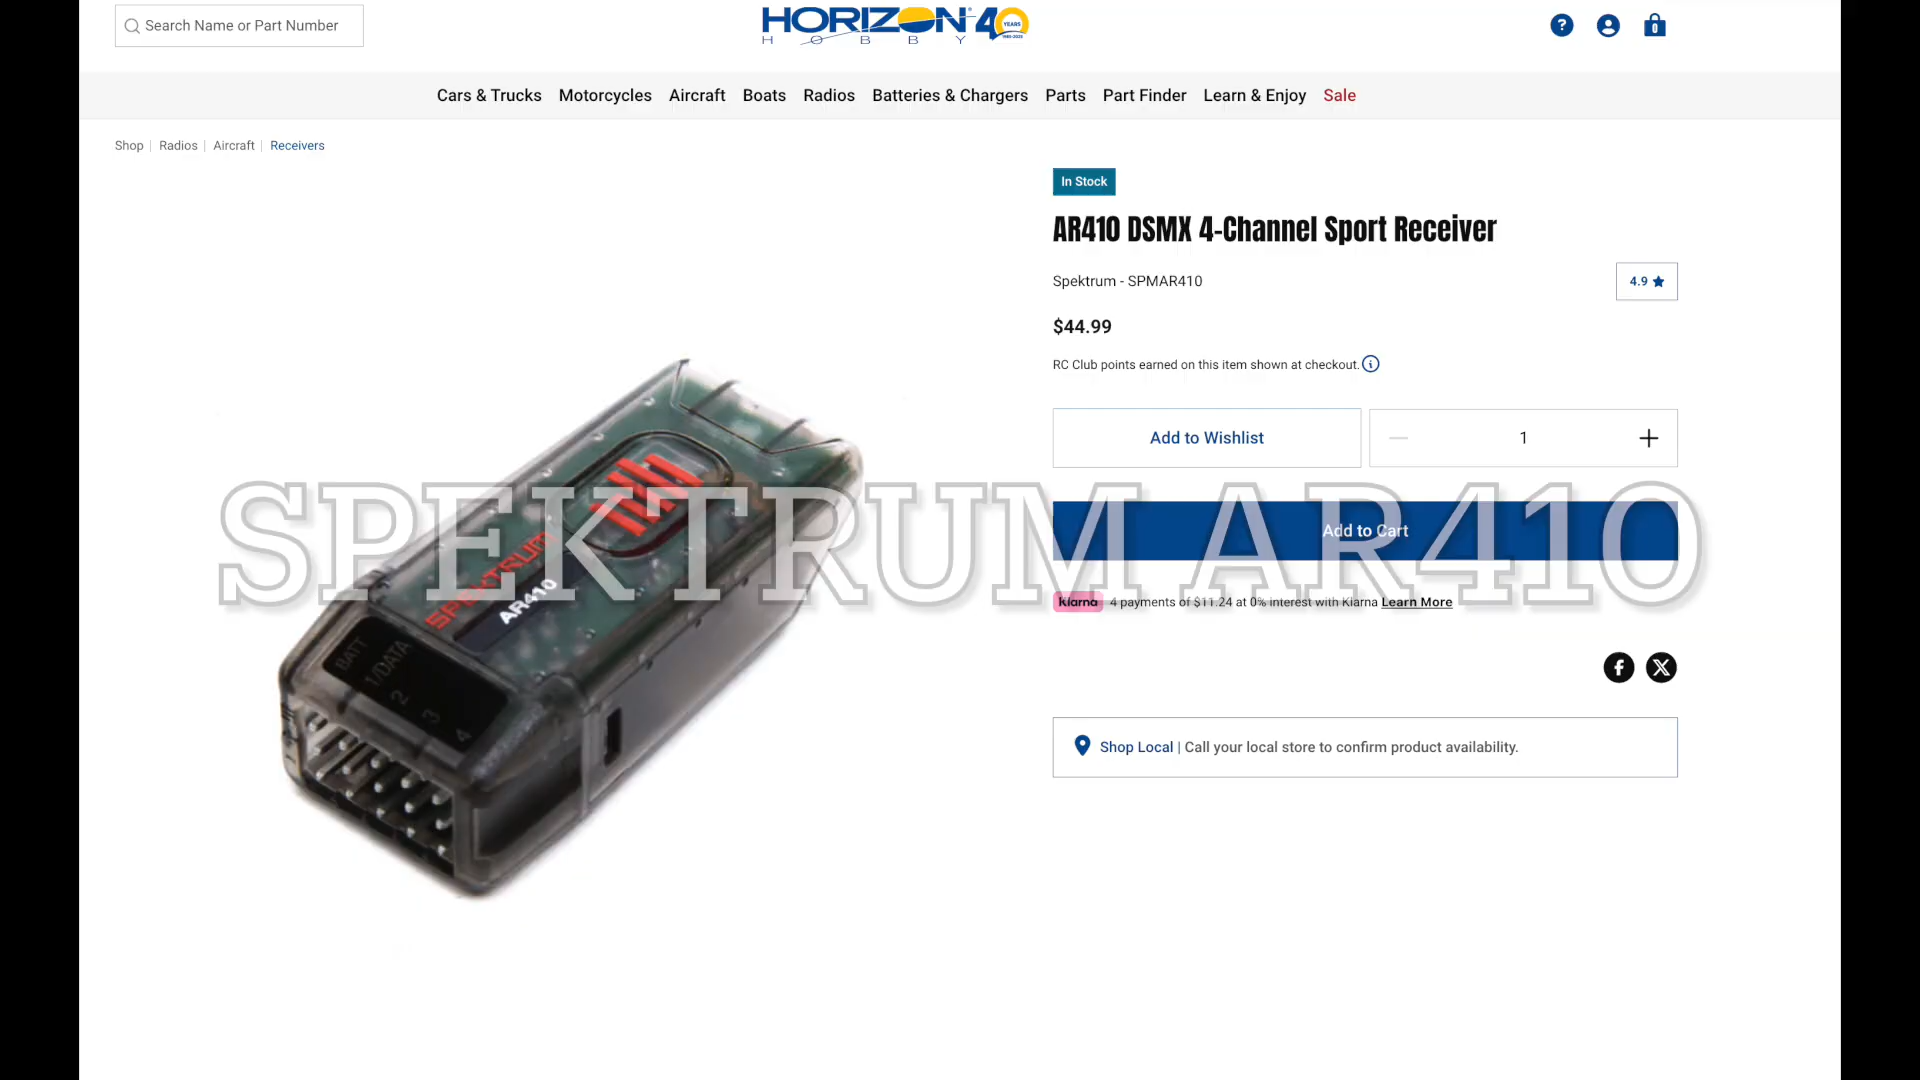 Search Name or Part Number
HORIZON 40 YEARS
HOBBY
?
0
Cars & Trucks Motorcycles Aircraft Boats Radios Batteries & Chargers Parts Part Finder Learn & Enjoy Sale
Shop | Radios | Aircraft | Receivers
In Stock
AR410 DSMX 4-Channel Sport Receiver
Spektrum - SPMAR410
4.9
$44.99
RC Club points earned on this item shown at checkout.
Add to Wishlist
1
SPEKTRUM AR410
Add to Cart
SPEKTRUM
AR410
Klarna 4 payments of $11.24 at 0% interest with Klarna Learn More
BATT
1/DATA
2
3
4
Shop Local | Call your local store to confirm product availability.